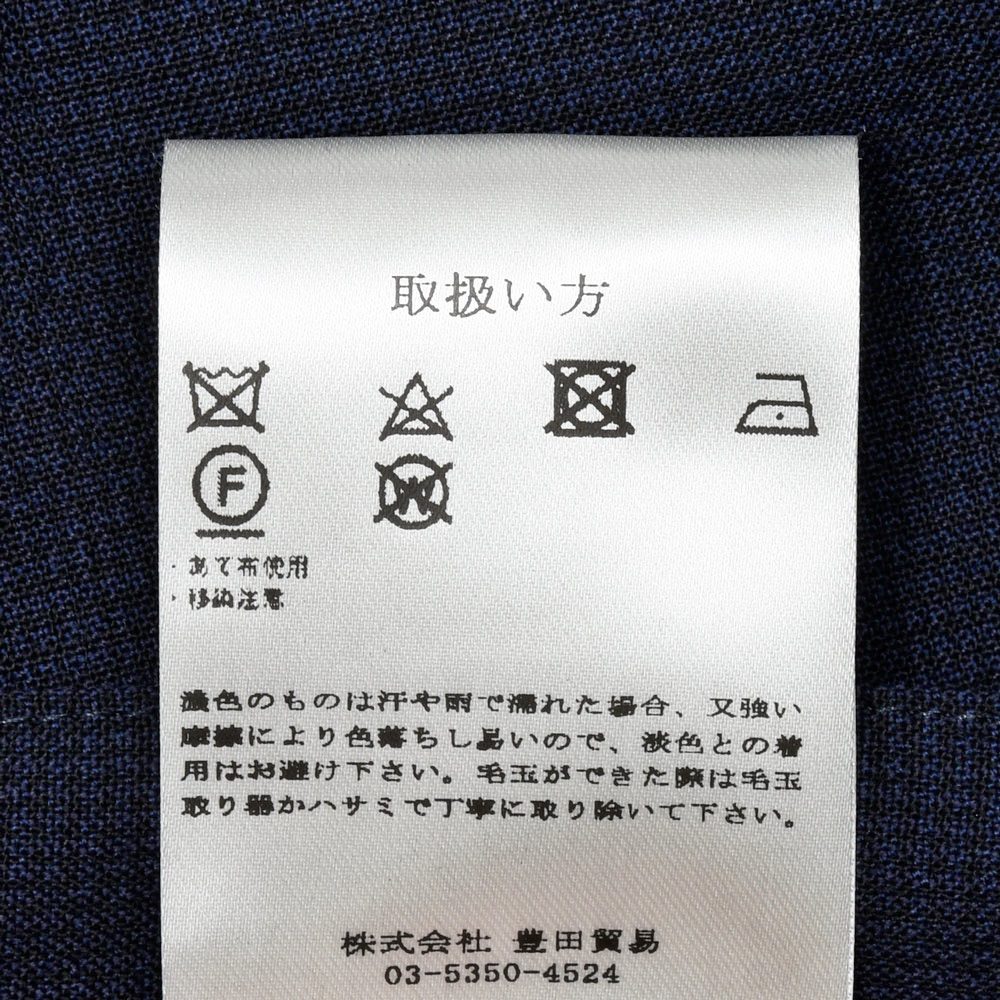 取扱い方
F
W
・あて布使用
・移染注意
濃色のものは汗や雨で濡れた場合、又強い
摩擦により色落ちし易いので、淡色との着
用はお避け下さい。毛玉ができた際は毛玉
取り器かハサミで丁寧に取り除いて下さい。
株式会社 豊田貿易
03-5350-4524